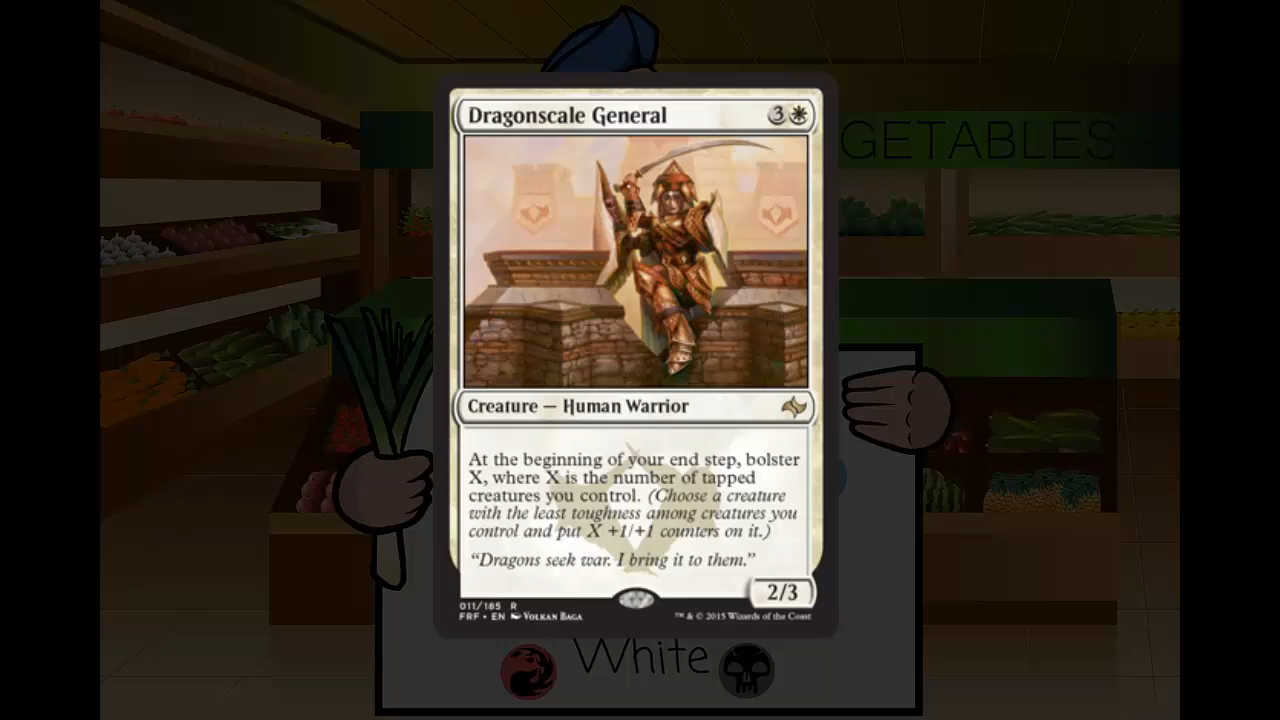 Dragonscale General 3
GETABLES
Creature — Human Warrior
At the beginning of your end step, bolster
X, where X is the number of tapped
creatures you control. (Choose a creature
with the least toughness among creatures you
control and put X +1/+1 counters on it.)
“Dragons seek war. I bring it to them.”
2/3
011/185 R
FRF • EN Volkan Baga
™ & © 2015 Wizards of the Coast
White